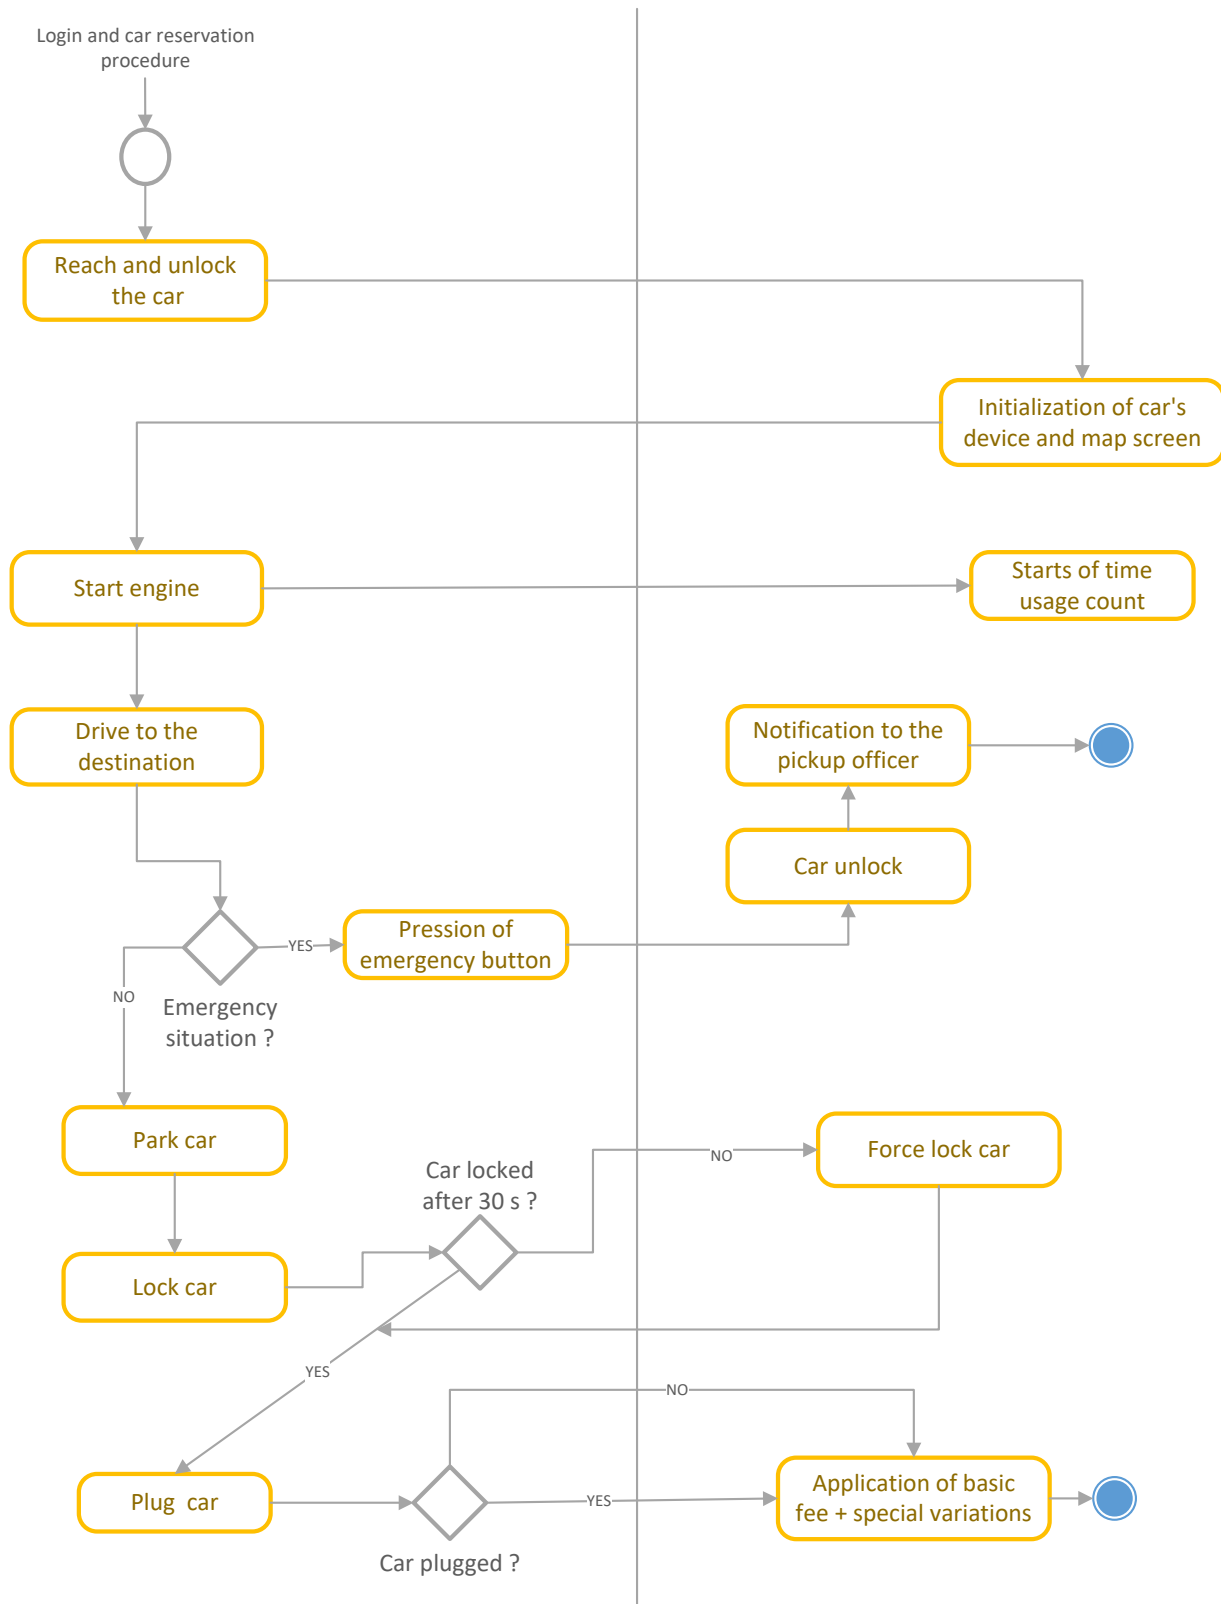 Login and car reservation
procedure
Reach and unlock
the car
Initialization of car's
device and map screen
Start engine
Starts of time
usage count
Drive to the
destination
Notification to the
pickup officer
Car unlock
Pression of
emergency button
YES
NO
Emergency
situation ?
Park car
Force lock car
NO
Car locked
after 30 s ?
Lock car
YES
NO
Plug  car
YES
Application of basic
fee + special variations
Car plugged ?